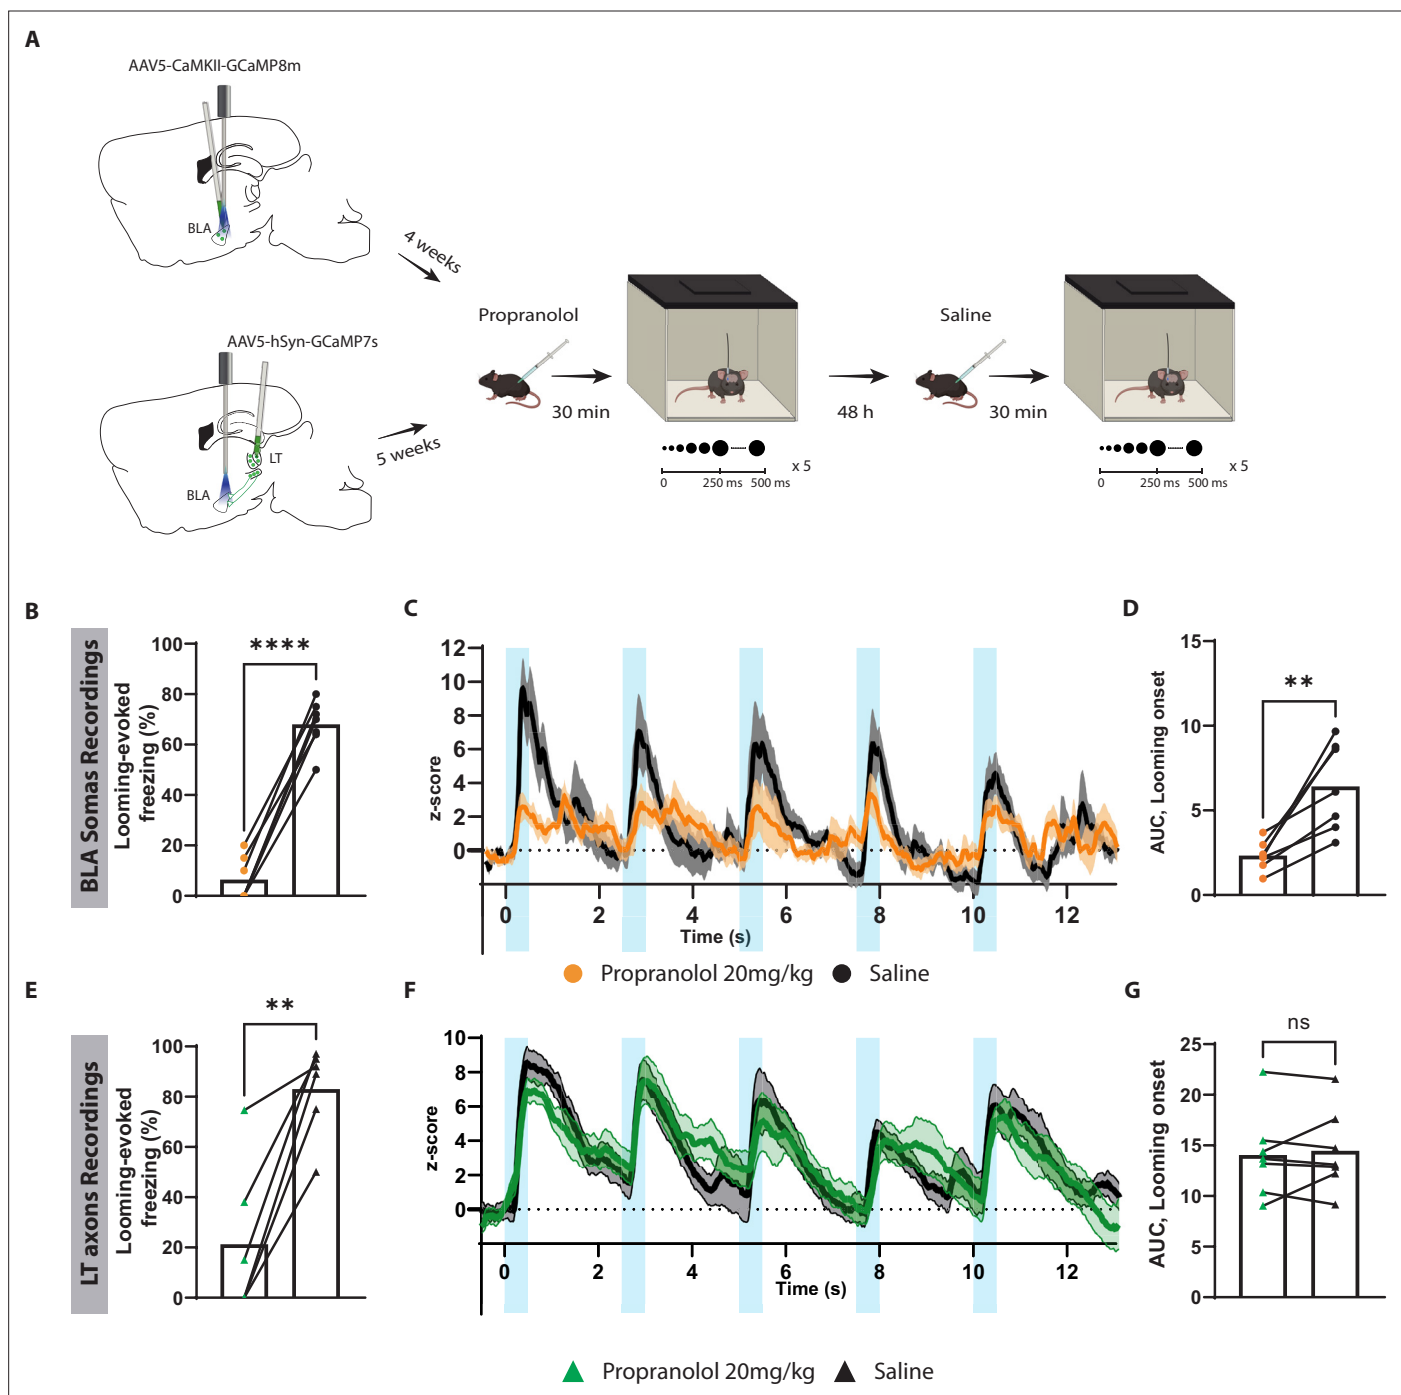 A
AAV5-CaMKII-GCaMP8m
BLA
4 weeks
AAV5-hSyn-GCaMP7s
LT
BLA
5 weeks
Propranolol
30 min
0 250 ms 500 ms
x 5
48 h
Saline
30 min
0 250 ms 500 ms
x 5
B
BLA Somas Recordings
Looming-evoked
freezing (%)
100
80
60
40
20
0
****
C
z-score
12
10
8
6
4
2
0
0 2 4 6 8 10 12
Time (s)
D
AUC, Looming onset
15
10
5
0
**
Propranolol 20mg/kg Saline
E
LT axons Recordings
Looming-evoked
freezing (%)
100
80
60
40
20
0
**
F
z-score
10
8
6
4
2
0
0 2 4 6 8 10 12
Time (s)
G
AUC, Looming onset
25
20
15
10
5
0
ns
Propranolol 20mg/kg Saline